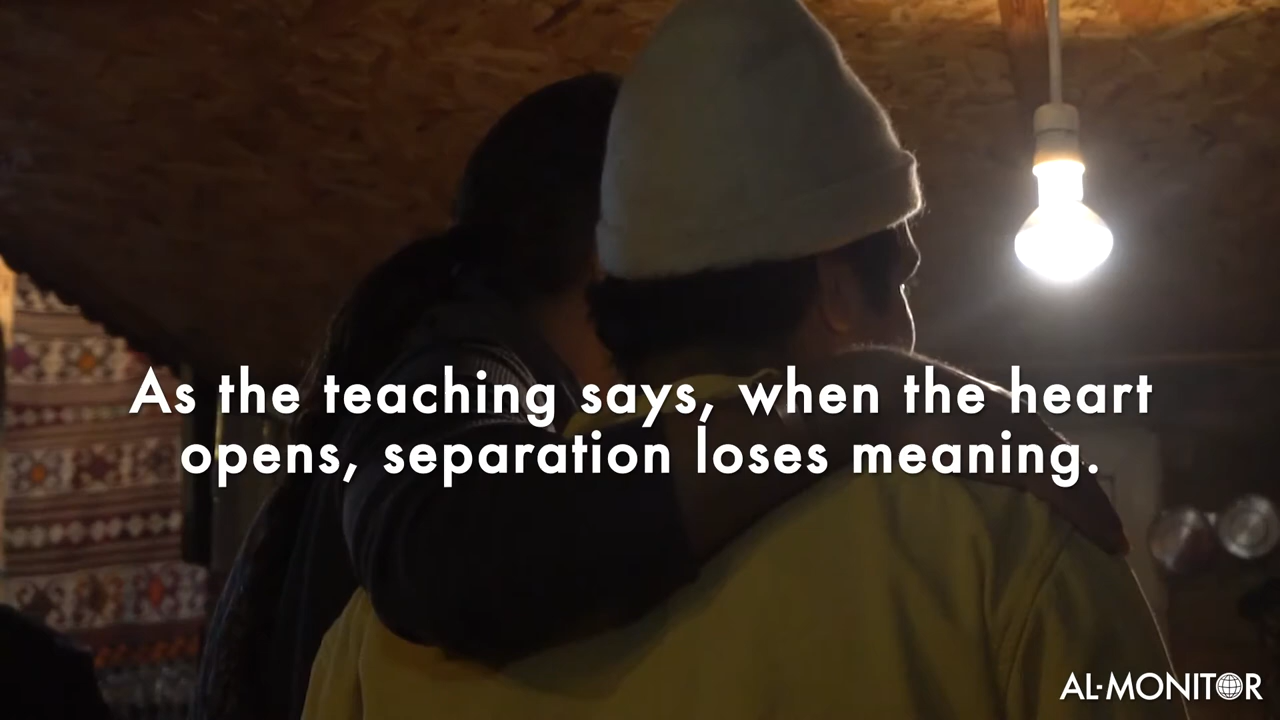 As the teaching says, when the heart
opens, separation loses meaning.
AL-MONITOR